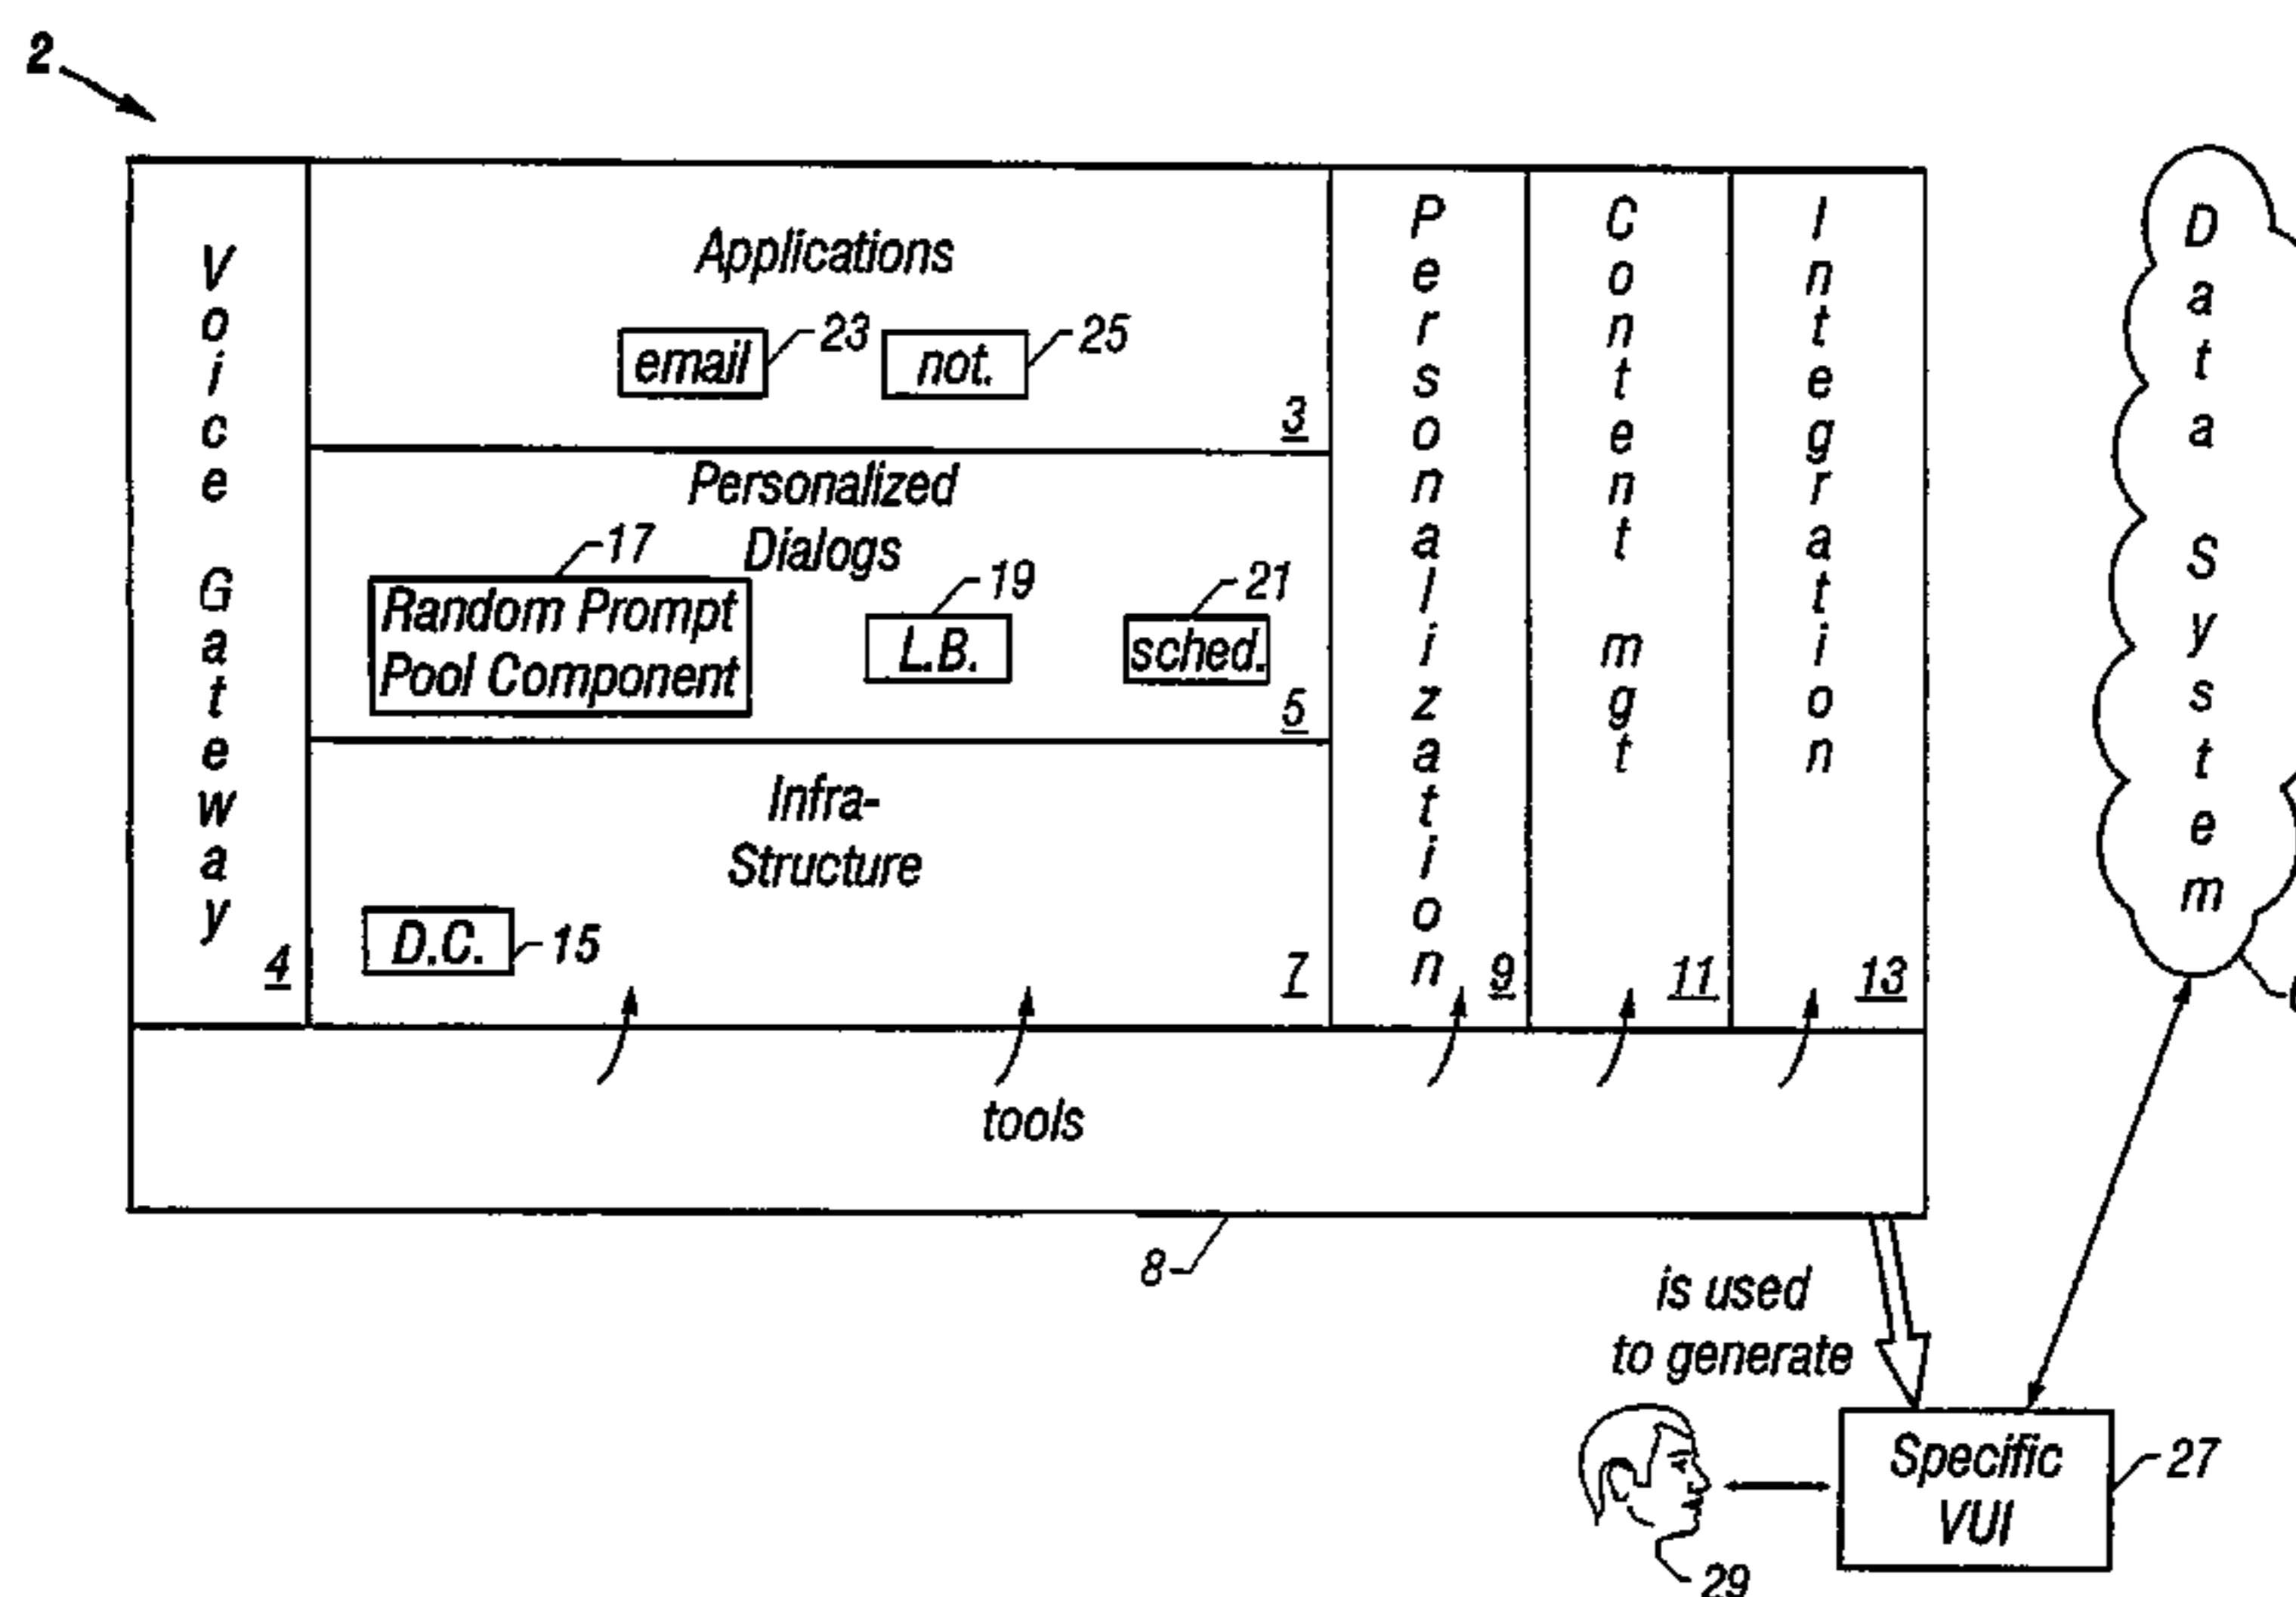 2
Voice Gateway
4
Applications
email
23
not.
25
3
Personalized
Dialogs
17
Random Prompt
Pool Component
19
L.B.
21
sched.
5
Infra-
Structure
D.C.
15
7
Personalization
9
Content mgt
11
Integration
13
tools
8
Data System
is used
to generate
Specific
VUI
27
29